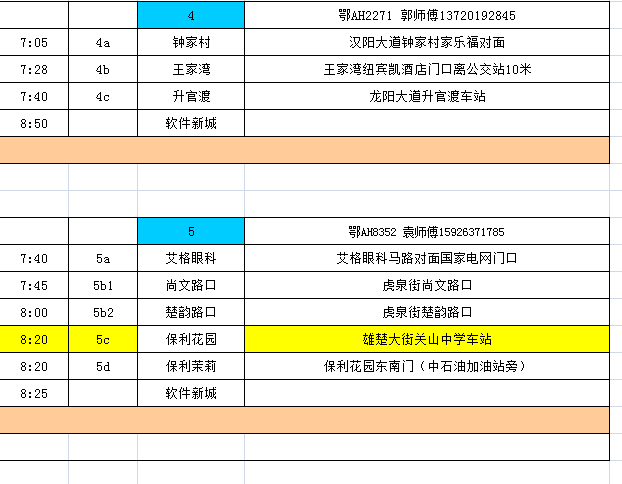 4 鄂AH2271 郭师傅13720192845
7:05 4a 钟家村 汉阳大道钟家村家乐福对面
7:28 4b 王家湾 王家湾纽宾凯酒店门口离公交站10米
7:40 4c 升官渡 龙阳大道升官渡车站
8:50 软件新城
5 鄂AH8352 袁师傅15926371785
7:40 5a 艾格眼科 艾格眼科马路对面国家电网门口
7:45 5b1 尚文路口 虎泉街尚文路口
8:00 5b2 楚韵路口 虎泉街楚韵路口
8:20 5c 保利花园 雄楚大街关山中学车站
8:20 5d 保利茉莉 保利花园东南门（中石油加油站旁）
8:25 软件新城